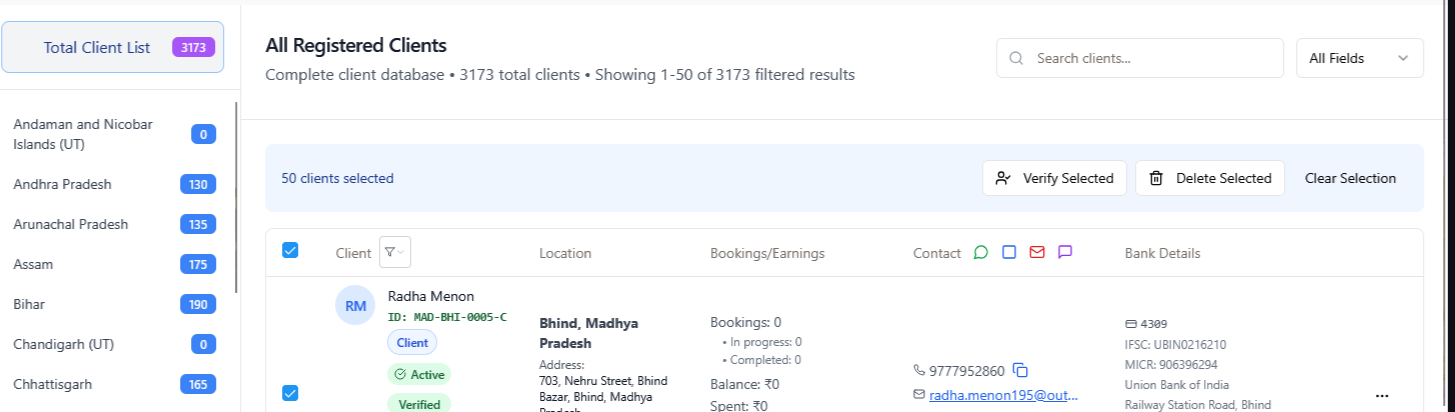 Total Client List 3173
Andaman and Nicobar
Islands (UT) 0
Andhra Pradesh 130
Arunachal Pradesh 135
Assam 175
Bihar 190
Chandigarh (UT) 0
Chhattisgarh 165
All Registered Clients
Complete client database • 3173 total clients • Showing 1-50 of 3173 filtered results
Search clients...
All Fields
50 clients selected
Verify Selected
Delete Selected
Clear Selection
Client
Location
Bookings/Earnings
Contact
Bank Details
RM
Radha Menon
ID: MAD-BHI-0005-C
Client
Active
Verified
Bhind, Madhya
Pradesh
Address:
703, Nehru Street, Bhind
Bazar, Bhind, Madhya
Pradesh
Bookings: 0
• In progress: 0
• Completed: 0
Balance: ₹0
Spent: ₹0
9777952860
radha.menon195@out...
4309
IFSC: UBIN0216210
MICR: 906396294
Union Bank of India
Railway Station Road, Bhind
...